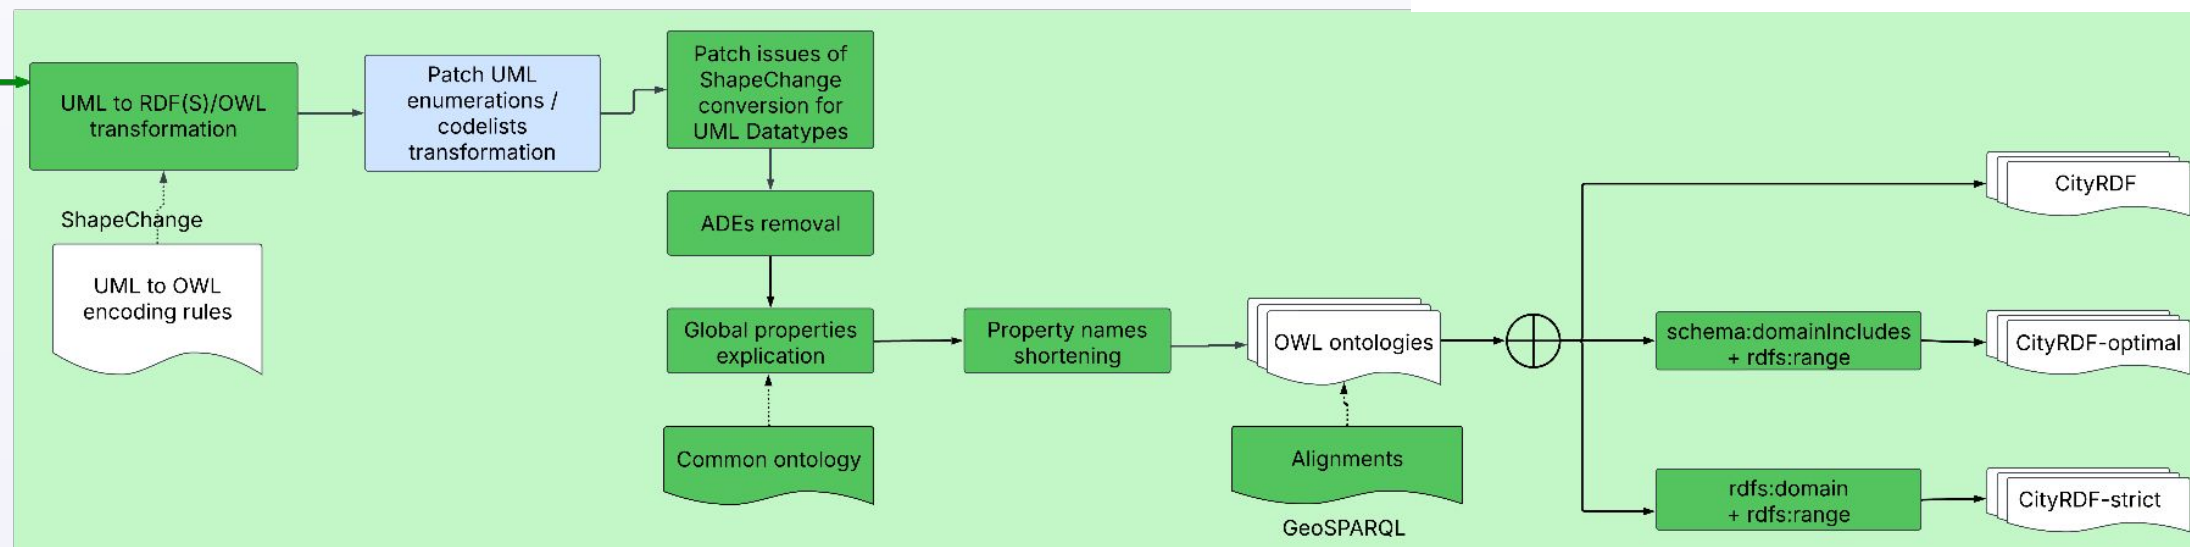 UML to RDF(S)/OWL
transformation
ShapeChange
UML to OWL
encoding rules
Patch UML
enumerations /
codelists
transformation
Patch issues of
ShapeChange
conversion for
UML Datatypes
ADEs removal
Global properties
explication
Common ontology
Property names
shortening
OWL ontologies
Alignments
GeoSPARQL
CityRDF
schema:domainIncludes
+ rdfs:range
CityRDF-optimal
rdfs:domain
+ rdfs:range
CityRDF-strict